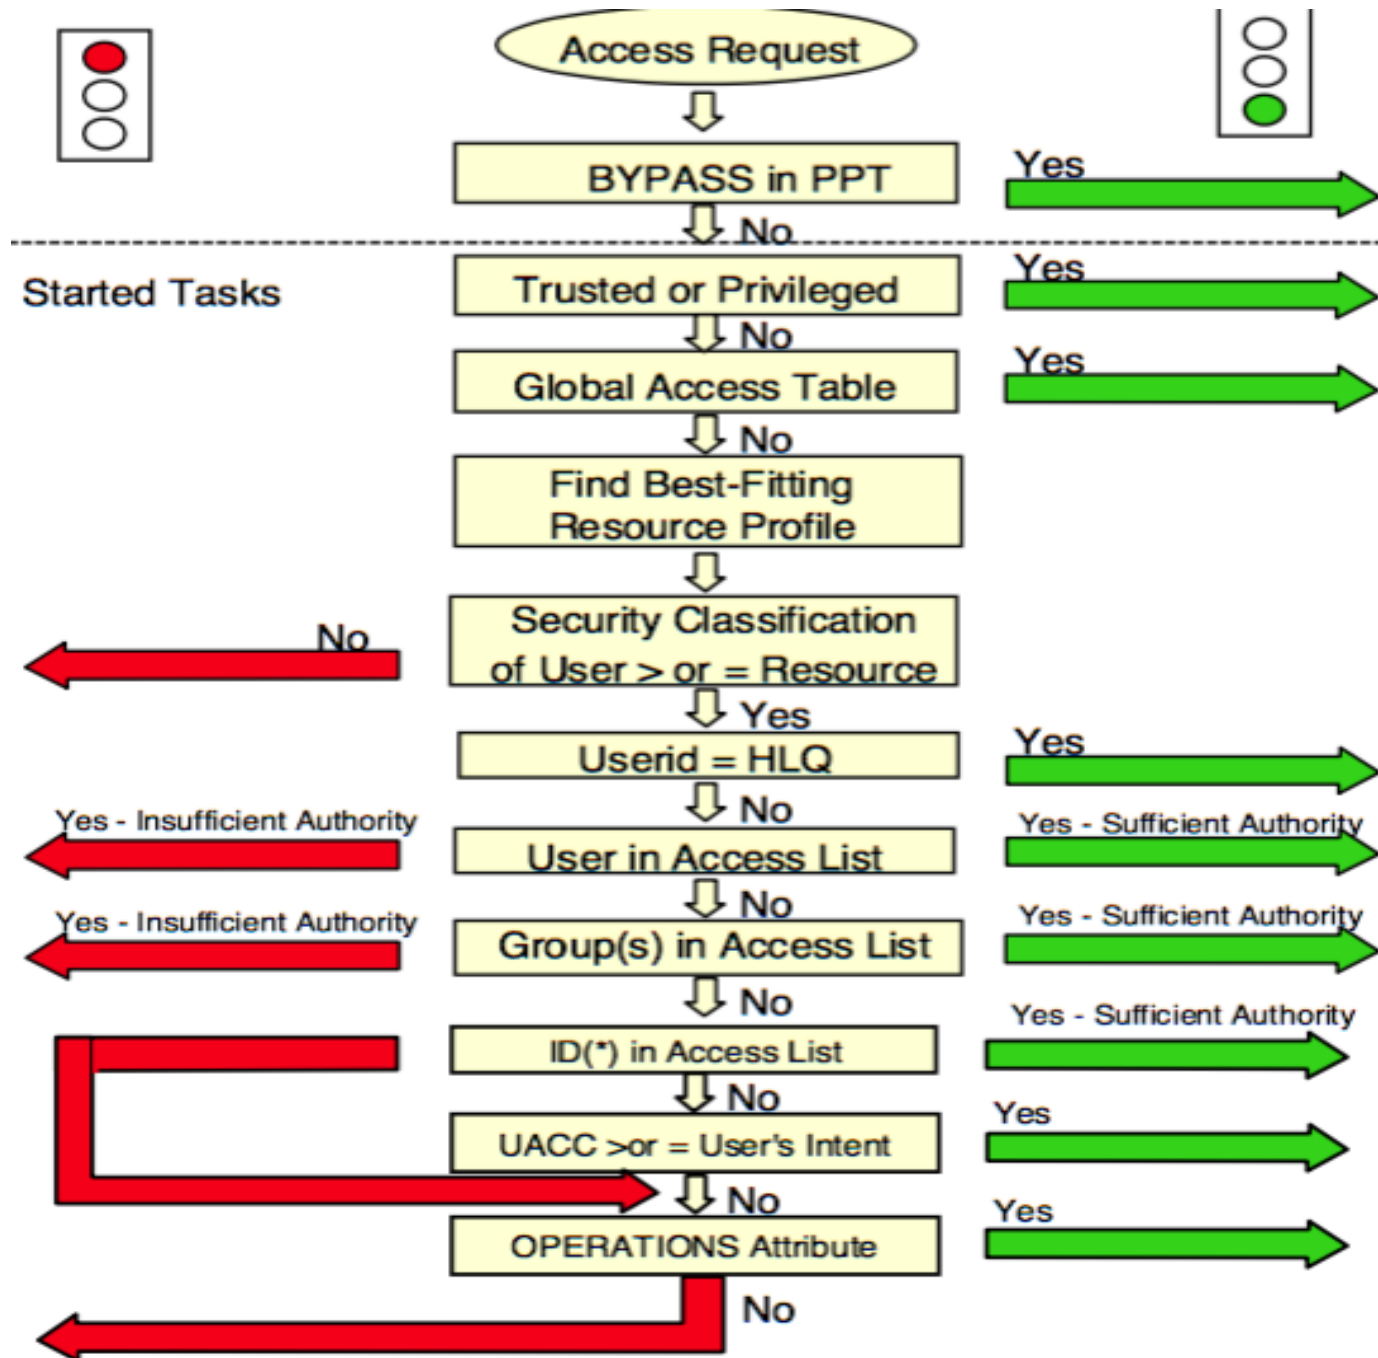 Access Request
BYPASS in PPT
Yes
No
Started Tasks
Trusted or Privileged
Yes
No
Global Access Table
Yes
No
Find Best-Fitting
Resource Profile
Security Classification
of User > or = Resource
No
Yes
Userid = HLQ
Yes
No
Yes - Insufficient Authority
User in Access List
Yes - Sufficient Authority
No
Yes - Insufficient Authority
Group(s) in Access List
Yes - Sufficient Authority
No
ID(*) in Access List
Yes - Sufficient Authority
No
UACC >or = User's Intent
Yes
No
OPERATIONS Attribute
Yes
No